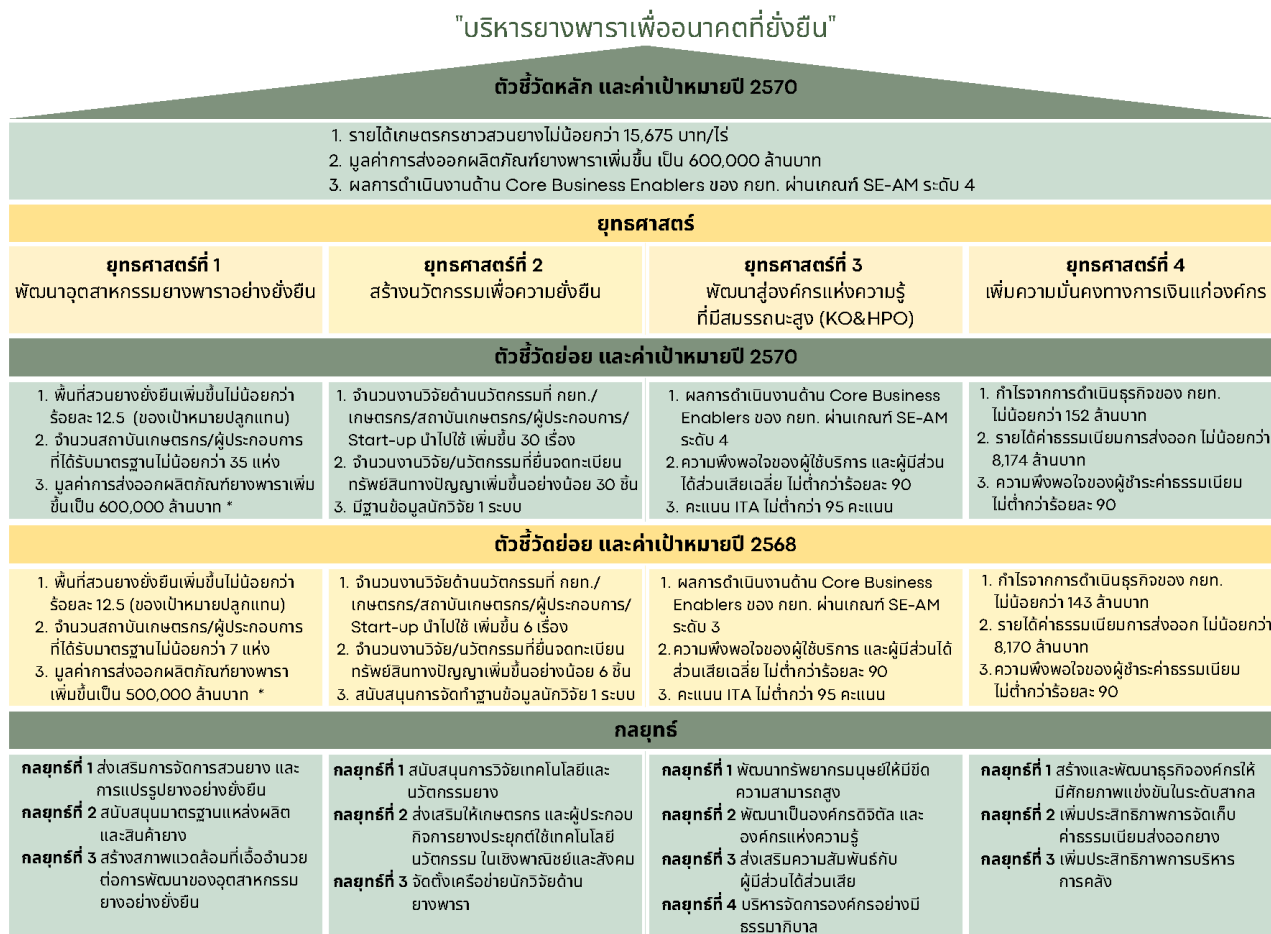 "บริหารยางพาราเพื่ออนาคตที่ยั่งยืน"
ตัวชี้วัดหลัก และค่าเป้าหมายปี 2570
1. รายได้เกษตรกรชาวสวนยางไม่น้อยกว่า 15,675 บาท/ไร่
2. มูลค่าการส่งออกผลิตภัณฑ์ยางพาราเพิ่มขึ้น เป็น 600,000 ล้านบาท
3. ผลการดำเนินงานด้าน Core Business Enablers ของ กยท. ผ่านเกณฑ์ SE-AM ระดับ 4
ยุทธศาสตร์
ยุทธศาสตร์ที่ 1
พัฒนาอุตสาหกรรมยางพาราอย่างยั่งยืน
ยุทธศาสตร์ที่ 2
สร้างนวัตกรรมเพื่อความยั่งยืน
ยุทธศาสตร์ที่ 3
พัฒนาสู่องค์กรแห่งความรู้
ที่มีสมรรถนะสูง (KO&HPO)
ยุทธศาสตร์ที่ 4
เพิ่มความมั่นคงทางการเงินแก่องค์กร
ตัวชี้วัดย่อย และค่าเป้าหมายปี 2570
1. พื้นที่สวนยางยั่งยืนเพิ่มขึ้นไม่น้อยกว่า
ร้อยละ 12.5 (ของเป้าหมายปลูกแทน)
2. จำนวนสถาบันเกษตรกร/ผู้ประกอบการ
ที่ได้รับมาตรฐานไม่น้อยกว่า 35 แห่ง
3. มูลค่าการส่งออกผลิตภัณฑ์ยางพาราเพิ่ม
ขึ้นเป็น 600,000 ล้านบาท *
1. จำนวนงานวิจัยด้านนวัตกรรมที่ กยท./
เกษตรกร/สถาบันเกษตรกร/ผู้ประกอบการ/
Start-up นำไปใช้ เพิ่มขึ้น 30 เรื่อง
2. จำนวนงานวิจัย/นวัตกรรมที่ยื่นจดทะเบียน
ทรัพย์สินทางปัญญาเพิ่มขึ้นอย่างน้อย 30 ชิ้น
3. มีฐานข้อมูลนักวิจัย 1 ระบบ
1. ผลการดำเนินงานด้าน Core Business
Enablers ของ กยท. ผ่านเกณฑ์ SE-AM
ระดับ 4
2.ความพึงพอใจของผู้ใช้บริการ และผู้มีส่วน
ได้ส่วนเสียเฉลี่ย ไม่ต่ำกว่าร้อยละ 90
3. คะแนน ITA ไม่ต่ำกว่า 95 คะแนน
1. กำไรจากการดำเนินธุรกิจของ กยท.
ไม่น้อยกว่า 152 ล้านบาท
2. รายได้ค่าธรรมเนียมการส่งออก ไม่น้อยกว่า
8,174 ล้านบาท
3. ความพึงพอใจของผู้ชำระค่าธรรมเนียม
ไม่ต่ำกว่าร้อยละ 90
ตัวชี้วัดย่อย และค่าเป้าหมายปี 2568
1. พื้นที่สวนยางยั่งยืนเพิ่มขึ้นไม่น้อยกว่า
ร้อยละ 12.5 (ของเป้าหมายปลูกแทน)
2. จำนวนสถาบันเกษตรกร/ผู้ประกอบการ
ที่ได้รับมาตรฐานไม่น้อยกว่า 7 แห่ง
3. มูลค่าการส่งออกผลิตภัณฑ์ยางพารา
เพิ่มขึ้นเป็น 500,000 ล้านบาท *
1. จำนวนงานวิจัยด้านนวัตกรรมที่ กยท./
เกษตรกร/สถาบันเกษตรกร/ผู้ประกอบการ/
Start-up นำไปใช้ เพิ่มขึ้น 6 เรื่อง
2. จำนวนงานวิจัย/นวัตกรรมที่ยื่นจดทะเบียน
ทรัพย์สินทางปัญญาเพิ่มขึ้นอย่างน้อย 6 ชิ้น
3. สนับสนุนการจัดทำฐานข้อมูลนักวิจัย 1 ระบบ
1. ผลการดำเนินงานด้าน Core Business
Enablers ของ กยท. ผ่านเกณฑ์ SE-AM
ระดับ 3
2.ความพึงพอใจของผู้ใช้บริการ และผู้มีส่วนได้
ส่วนเสียเฉลี่ย ไม่ต่ำกว่าร้อยละ 90
3. คะแนน ITA ไม่ต่ำกว่า 95 คะแนน
1. กำไรจากการดำเนินธุรกิจของ กยท.
ไม่น้อยกว่า 143 ล้านบาท
2. รายได้ค่าธรรมเนียมการส่งออก ไม่น้อยกว่า
8,170 ล้านบาท
3.ความพึงพอใจของผู้ชำระค่าธรรมเนียม
ไม่ต่ำกว่าร้อยละ 90
กลยุทธ์
กลยุทธ์ที่ 1 ส่งเสริมการจัดการสวนยาง และ
การแปรรูปยางอย่างยั่งยืน
กลยุทธ์ที่ 2 สนับสนุนมาตรฐานแหล่งผลิต
และสินค้ายาง
กลยุทธ์ที่ 3 สร้างสภาพแวดล้อมที่เอื้ออำนวย
ต่อการพัฒนาของอุตสาหกรรม
ยางอย่างยั่งยืน
กลยุทธ์ที่ 1 สนับสนุนการวิจัยเทคโนโลยีและ
นวัตกรรมยาง
กลยุทธ์ที่ 2 ส่งเสริมให้เกษตรกร และผู้ประกอบ
กิจการยางประยุกต์ใช้เทคโนโลยี
นวัตกรรม ในเชิงพาณิชย์และสังคม
กลยุทธ์ที่ 3 จัดตั้งเครือข่ายนักวิจัยด้าน
ยางพารา
กลยุทธ์ที่ 1 พัฒนาทรัพยากรมนุษย์ให้มีขีด
ความสามารถสูง
กลยุทธ์ที่ 2 พัฒนาเป็นองค์กรดิจิตัล และ
องค์กรแห่งความรู้
กลยุทธ์ที่ 3 ส่งเสริมความสัมพันธ์กับ
ผู้มีส่วนได้ส่วนเสีย
กลยุทธ์ที่ 4 บริหารจัดการองค์กรอย่างมี
ธรรมาภิบาล
กลยุทธ์ที่ 1 สร้างและพัฒนาธุรกิจองค์กรให้
มีศักยภาพแข่งขันในระดับสากล
กลยุทธ์ที่ 2 เพิ่มประสิทธิภาพการจัดเก็บ
ค่าธรรมเนียมส่งออกยาง
กลยุทธ์ที่ 3 เพิ่มประสิทธิภาพการบริหาร
การคลัง